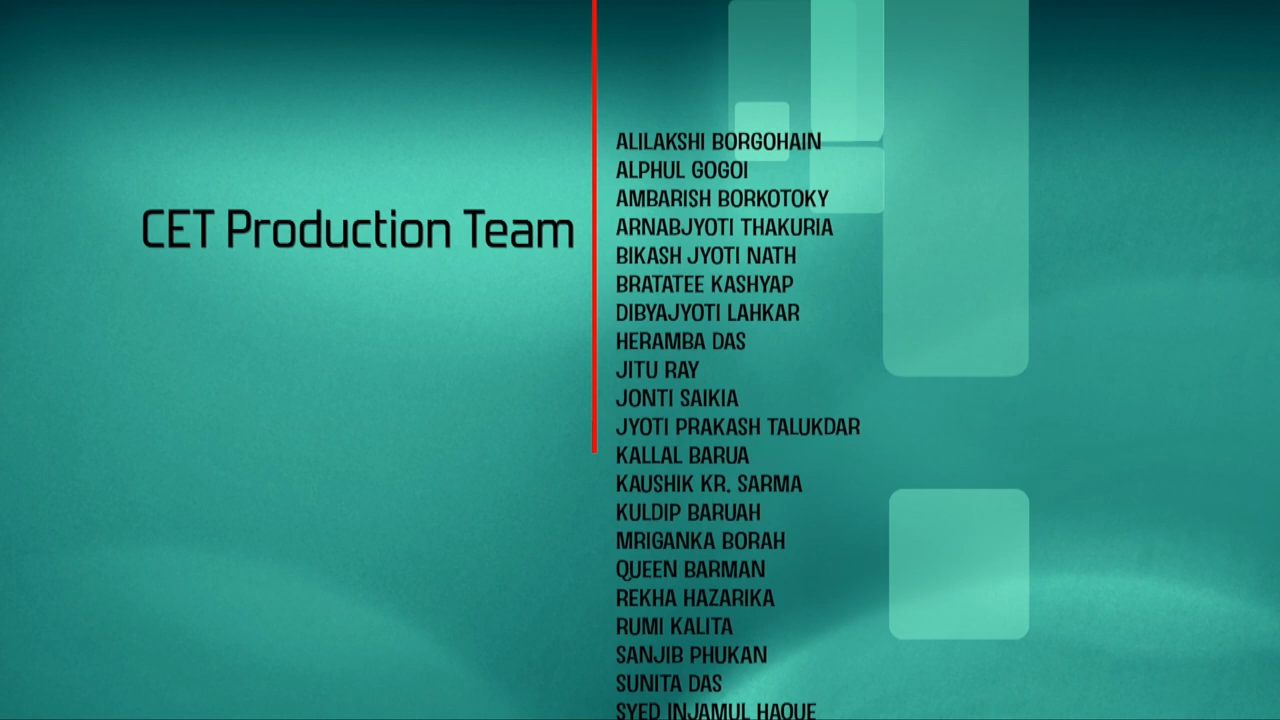 CET Production Team
ALILAKSHI BORGOHAIN
ALPHUL GOGOI
AMBARISH BORKOTOKY
ARNABJYOTI THAKURIA
BIKASH JYOTI NATH
BRATATEE KASHYAP
DIBYAJYOTI LAHKAR
HERAMBA DAS
JITU RAY
JONTI SAIKIA
JYOTI PRAKASH TALUKDAR
KALLAL BARUA
KAUSHIK KR. SARMA
KULDIP BARUAH
MRIGANKA BORAH
QUEEN BARMAN
REKHA HAZARIKA
RUMI KALITA
SANJIB PHUKAN
SUNITA DAS
SYED INJAMUL HAQUE